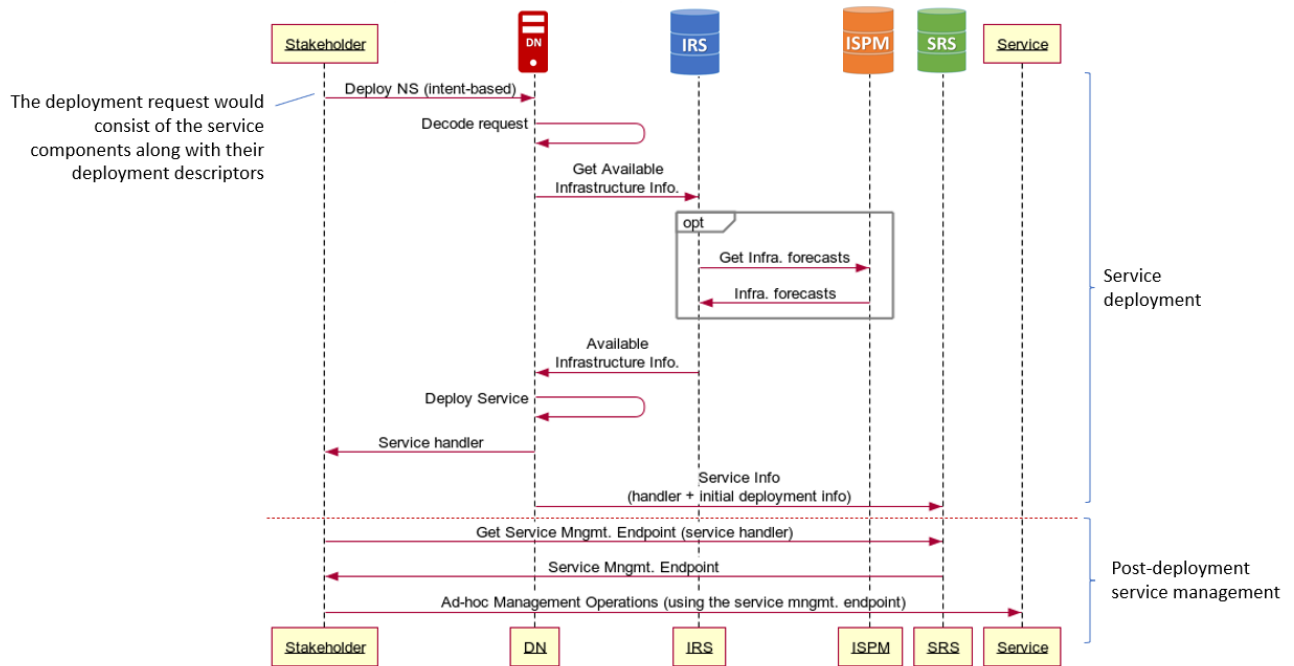 Stakeholder
DN
IRS
ISPM
SRS
Service
Deploy NS (intent-based)
The deployment request would
consist of the service
components along with their
deployment descriptors
Decode request
Get Available
Infrastructure Info.
opt
Get Infra. forecasts
Infra. forecasts
Service
deployment
Available
Infrastructure Info.
Deploy Service
Service handler
Service Info
(handler + initial deployment info)
Get Service Mngmt. Endpoint (service handler)
Service Mngmt. Endpoint
Post-deployment
service management
Ad-hoc Management Operations (using the service mngmt. endpoint)
Stakeholder
DN
IRS
ISPM
SRS
Service